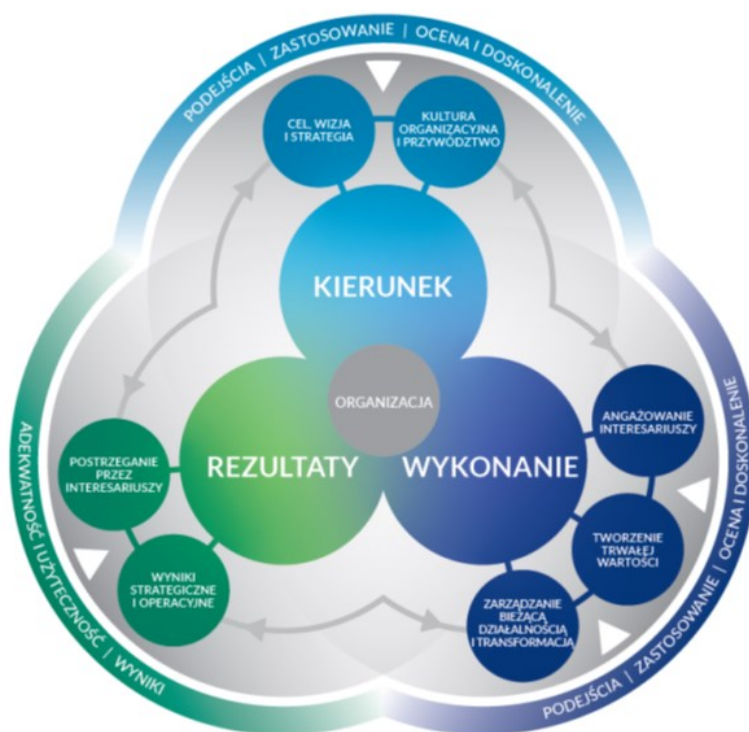 PODEJŚCIA | ZASTOSOWANIE | OCENA I DOSKONALENIE
CEL, WIZJA
I STRATEGIA
KULTURA
ORGANIZACYJNA
I PRZYWÓDZTWO
KIERUNEK
ORGANIZACJA
REZULTATY
WYKONANIE
ANGAŻOWANIE
INTERESARIUSZY
TWORZENIE
TRWAŁEJ
WARTOŚCI
ZARZĄDZANIE
BIEŻĄCĄ
DZIAŁALNOŚCIĄ
I TRANSFORMACJĄ
PODEJŚCIA | ZASTOSOWANIE | OCENA I DOSKONALENIE
POSTRZEGANIE
PRZEZ
INTERESARIUSZY
WYNIKI
STRATEGICZNE
I OPERACYJNE
ADEKWATNOŚĆ I UŻYTECZNOŚĆ | WYNIKI